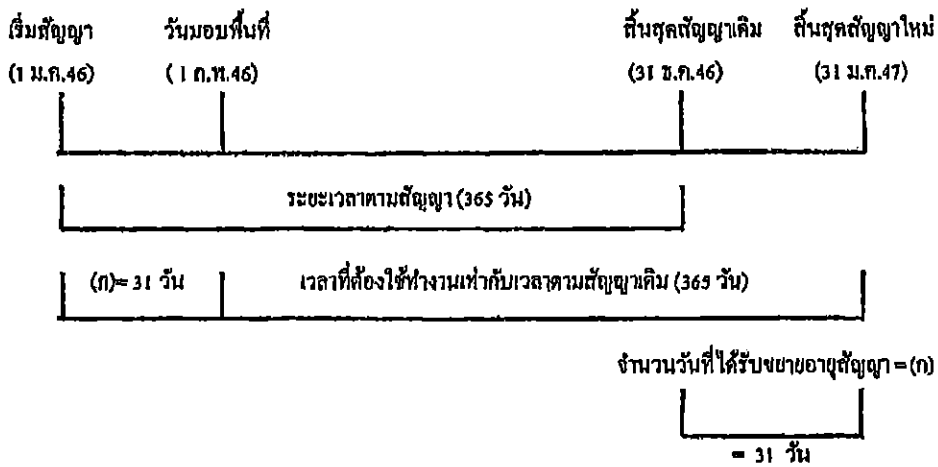 เริ่มสัญญา วันมอบพื้นที่ สิ้นสุดสัญญาเดิม สิ้นสุดสัญญาใหม่
(1 ม.ค.46) ( 1 ก.พ.46) (31 ธ.ค.46) (31 ม.ค.47)
ระยะเวลาตามสัญญา (365 วัน)
(ก)= 31 วัน เวลาที่ต้องใช้ทำงานเท่ากับเวลาตามสัญญาเดิม (365 วัน)
จำนวนวันที่ได้รับขยายอายุสัญญา = (ก)
= 31 วัน